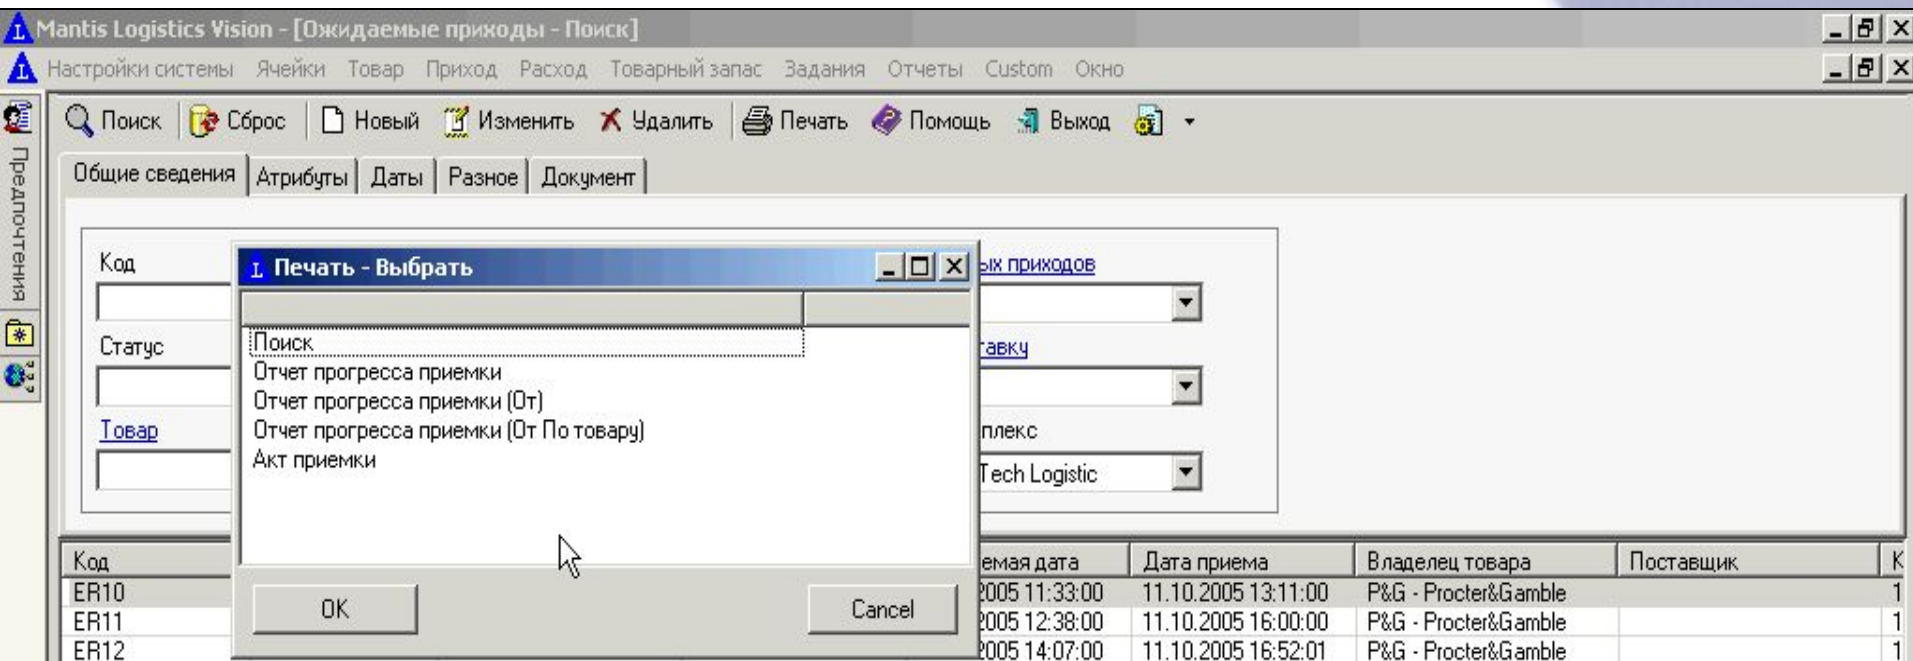 Mantis Logistics Vision - [Ожидаемые приходы - Поиск]
Настройки системы Ячейки Товар Приход Расход Товарный запас Задания Отчеты Custom Окно
Поиск Сброс Новый Изменить Удалить Печать Помощь Выход
Предпочтения
Общие сведения Атрибуты Даты Разное Документ
Код
Печать - Выбрать
ых приходов
Поиск
Статус
тавку
Отчет прогресса приемки
Отчет прогресса приемки (От)
Товар
Отчет прогресса приемки (От По товару)
плекс
Акт приемки
Tech Logistic
Код емая дата Дата приема Владелец товара Поставщик К
ER10 2005 11:33:00 11.10.2005 13:11:00 P&G - Procter&Gamble 1
OK Cancel
ER11 2005 12:38:00 11.10.2005 16:00:00 P&G - Procter&Gamble 1
ER12 2005 14:07:00 11.10.2005 16:52:01 P&G - Procter&Gamble 1